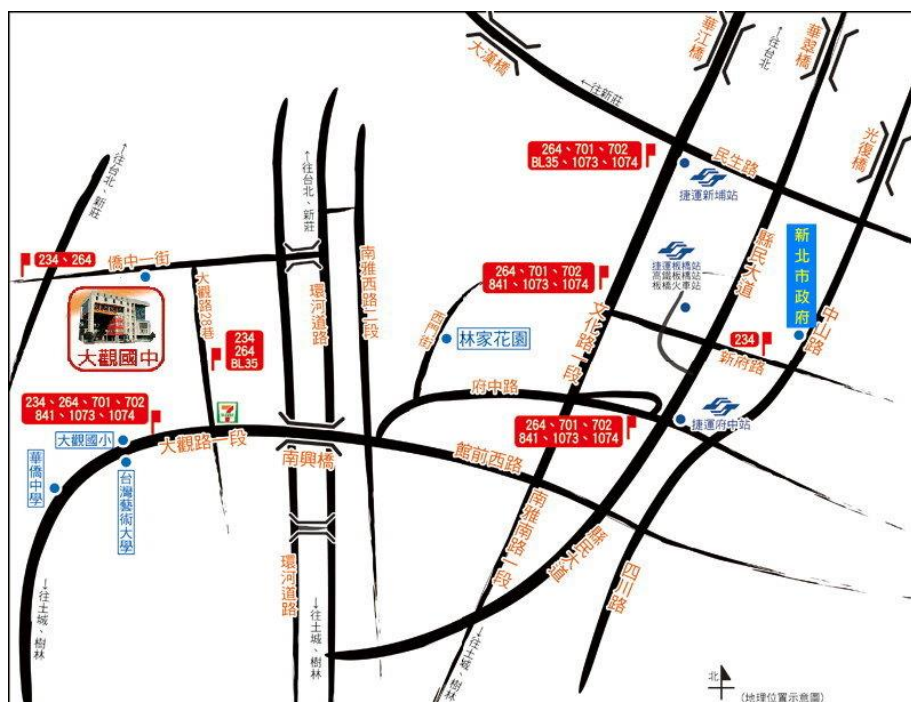 大漢橋
華江橋
←往台北
華翠橋
光復橋
←往新莊
民生路
264、701、702
BL35、1073、1074
捷運新埔站
縣民大道
新北市政府
中山路
捷運板橋站
高鐵板橋站
板橋火車站
←往台北、新莊
←往台北、新莊
234、264
僑中一街
大觀路28巷
環河道路
南雅西路二段
264、701、702
841、1073、1074
文化路一段
西門街
林家花園
234
新府路
大觀國中
234
264
BL35
府中路
234、264、701、702
841、1073、1074
7
264、701、702
841、1073、1074
捷運府中站
大觀國小
大觀路一段
南興橋
館前西路
華僑中學
台灣藝術大學
南雅南路一段
縣民大道
四川路
環河道路
←往土城、樹林
←往土城、樹林
←往土城、樹林
北
(地理位置示意圖)